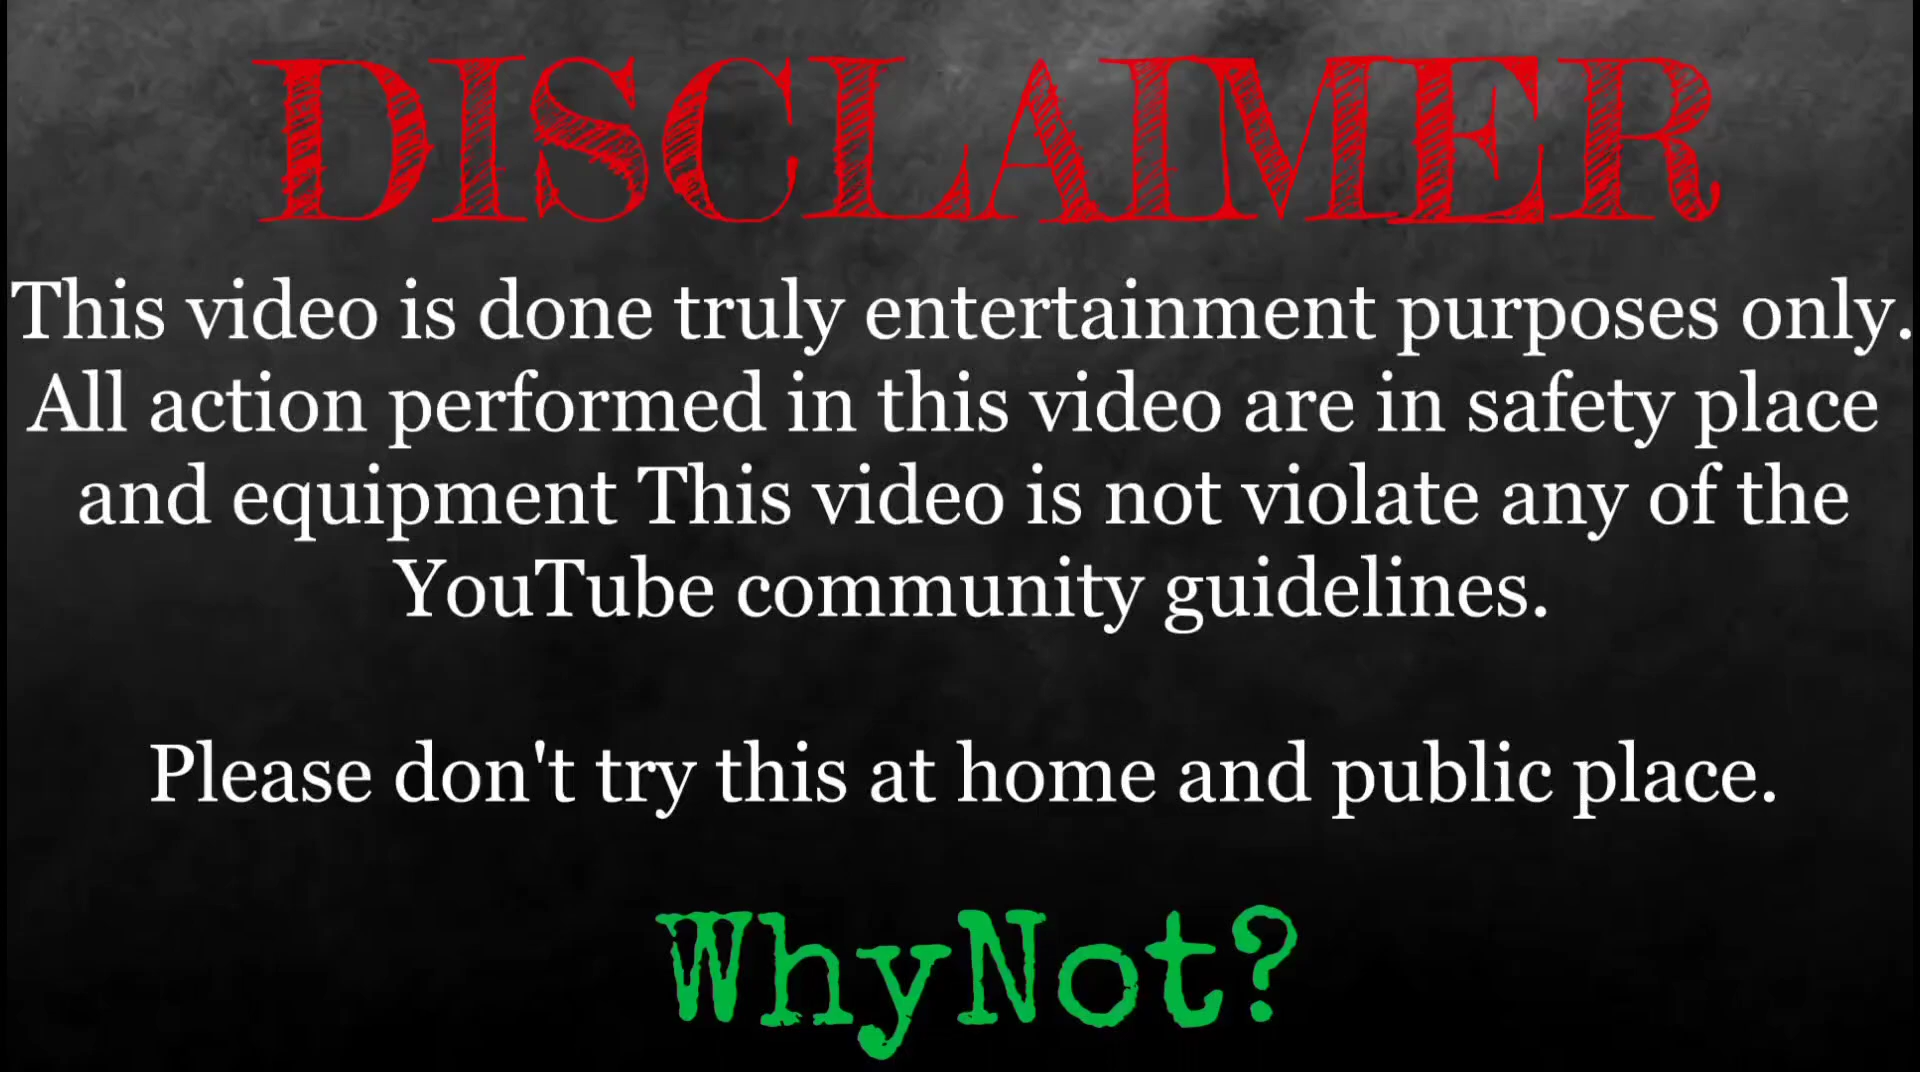 DISCLAIMER
This video is done truly entertainment purposes only.
All action performed in this video are in safety place
and equipment This video is not violate any of the
YouTube community guidelines.
Please don't try this at home and public place.
WhyNot?